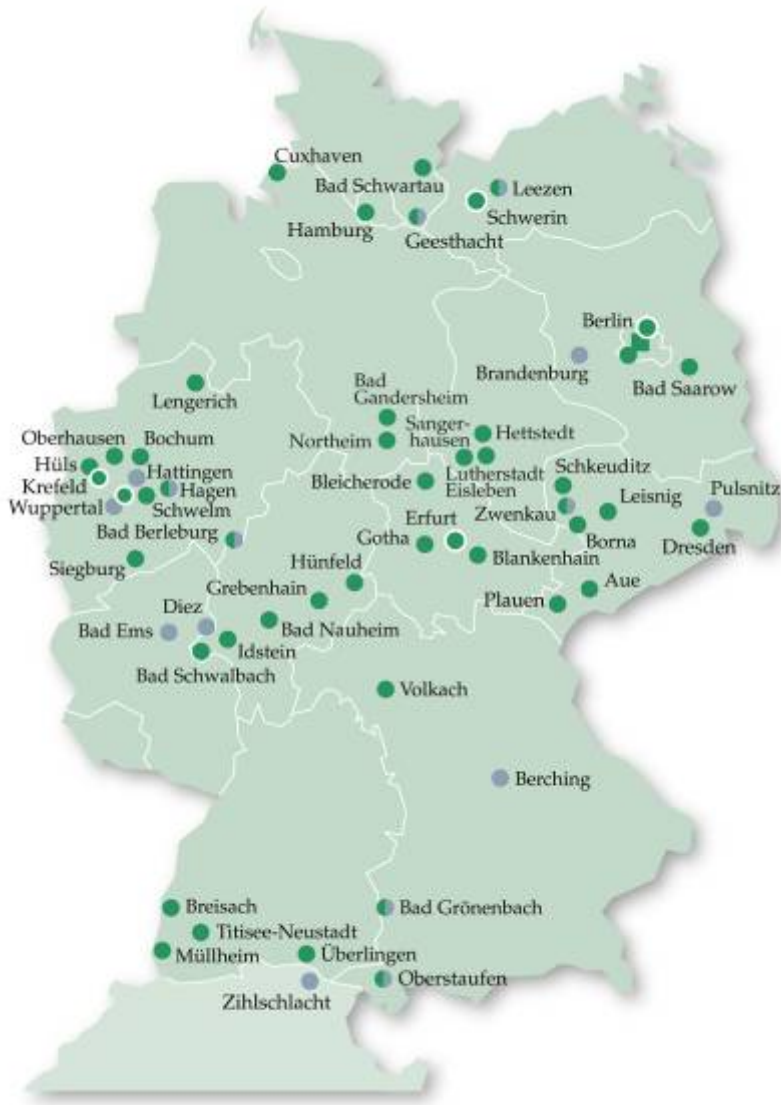 Cuxhaven
Bad Schwartau
Leezen
Schwerin
Hamburg
Geesthacht
Berlin
Brandenburg
Bad Saarow
Lengerich
Bad
Gandersheim
Sanger-
hausen
Hettstedt
Northeim
Oberhausen
Bochum
Hüls
Hattingen
Krefeld
Hagen
Wuppertal
Schwelm
Bleicherode
Lutherstadt
Eisleben
Schkeuditz
Leisnig
Pulsnitz
Zwenkau
Bad Berleburg
Erfurt
Gotha
Borna
Dresden
Siegburg
Blankenhain
Hünfeld
Aue
Grebenhain
Plauen
Diez
Bad Ems
Bad Nauheim
Idstein
Bad Schwalbach
Volkach
Berching
Breisach
Bad Grönenbach
Titisee-Neustadt
Müllheim
Überlingen
Oberstaufen
Zihlschlacht